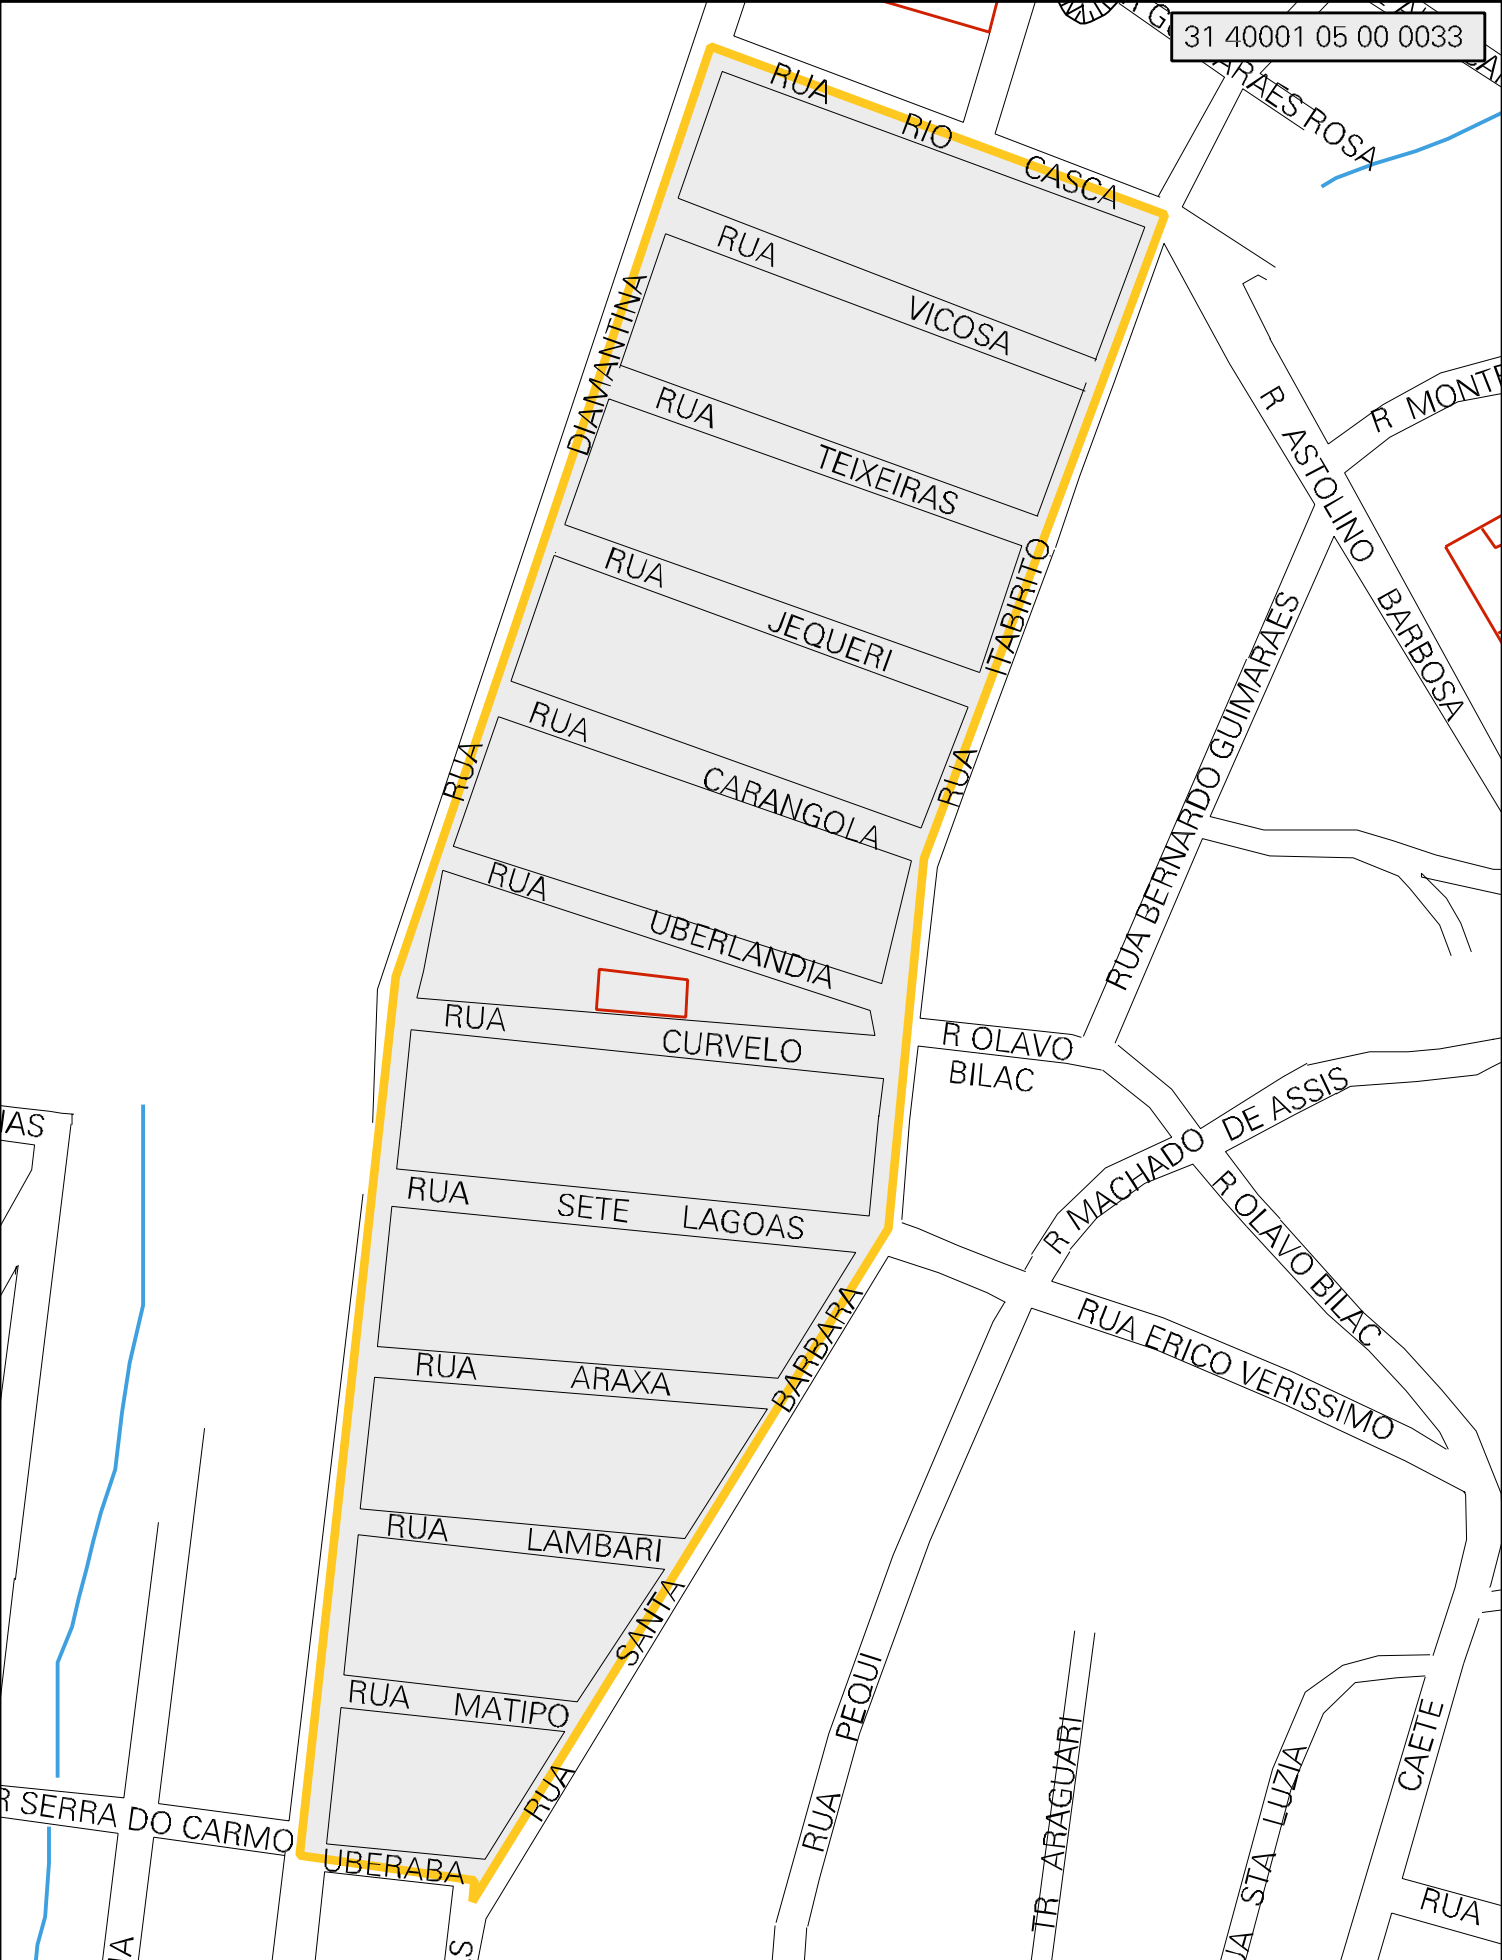 31 40001 05 00 0033
RUA RIO CASCA
ARAES ROSA
RUA VICOSA
RUA DIAMANTINA
RUA TEIXEIRAS
R MONTE
R ASTOLINO BARBOSA
RUA JEQUERI
RUA ITABIRITO
RUA BERNARDO GUIMARAES
RUA CARANGOLA
RUA UBERLANDIA
RUA CURVELO
R OLAVO
BILAC
IAS
R MACHADO DE ASSIS
RUA SETE LAGOAS
R OLAVO BILAC
RUA ERICO VERISSIMO
RUA ARAXA
RUA SANTA BARBARA
RUA LAMBARI
RUA MATIPO
RUA PEQUI
TR ARAGUARI
UA STA LUZIA
CAETE
R SERRA DO CARMO
UBERABA
RUA
A
S